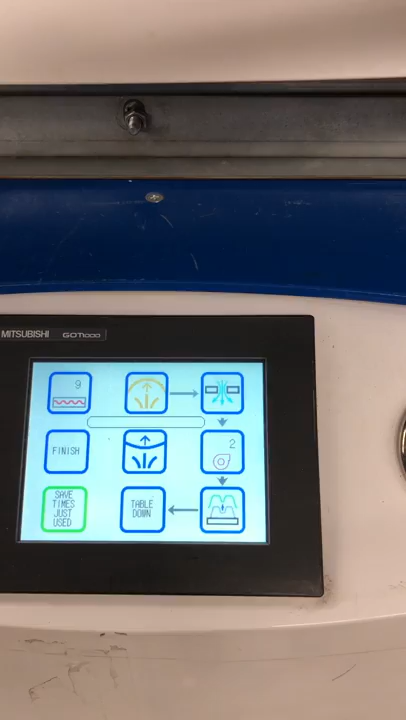 MITSUBISHI GOT1000
9
FINISH
2
SAVE
TIMES
JUST
USED
TABLE
DOWN